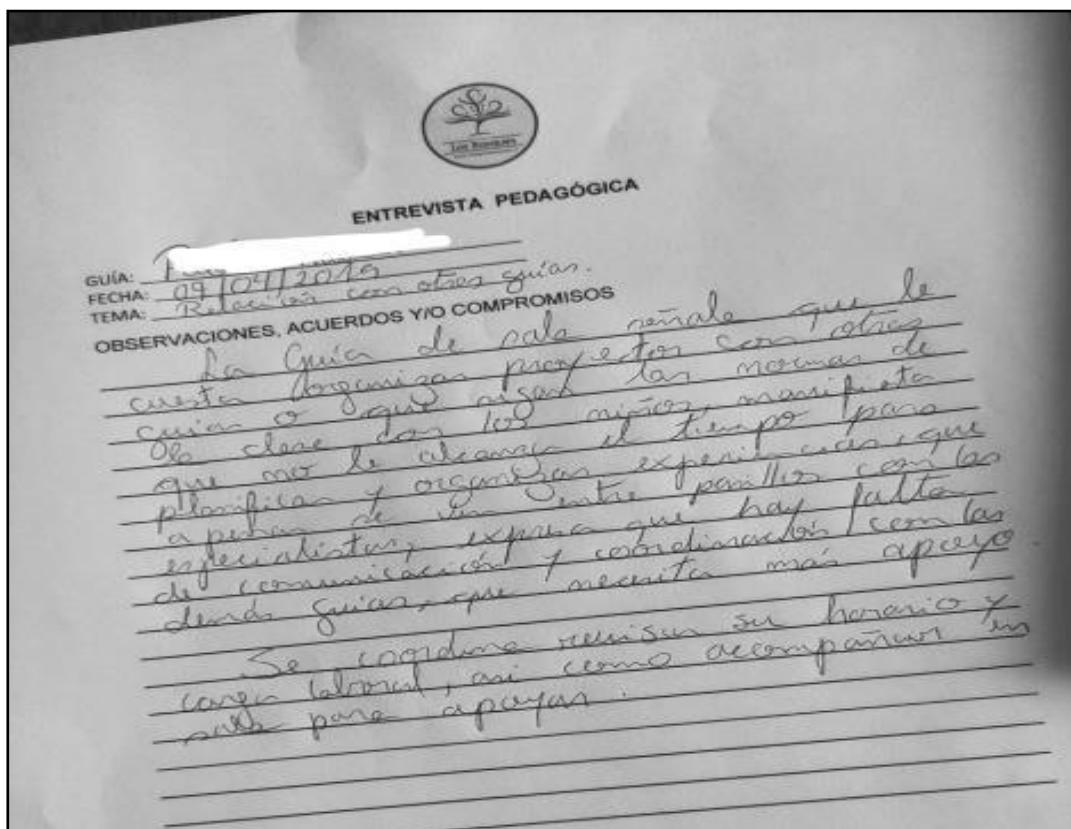 Los Bosques
ENTREVISTA PEDAGÓGICA
GUÍA:
FECHA: 09/04/2019
TEMA: Relación con otras guías.
OBSERVACIONES, ACUERDOS Y/O COMPROMISOS
La Guía de sala señala que le
cuesta organizar proyectos con otras
guías o que sigan las normas de
la clase con los niños, manifiesta
que no le alcanza el tiempo para
planificar y organizar experiencias, que
apenas se ven entre pasillos con las
especialistas, expresa que hay falta
de comunicación y coordinación con las
demás guías, que necesita más apoyo.
Se coordina revisar su horario y
carga laboral, así como acompañar en
sala para apoyar.